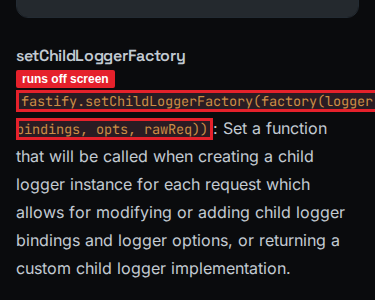 setChildLoggerFactory
runs off screen
fastify.setChildLoggerFactory(factory(logger
bindings, opts, rawReq)): Set a function
that will be called when creating a child
logger instance for each request which
allows for modifying or adding child logger
bindings and logger options, or returning a
custom child logger implementation.